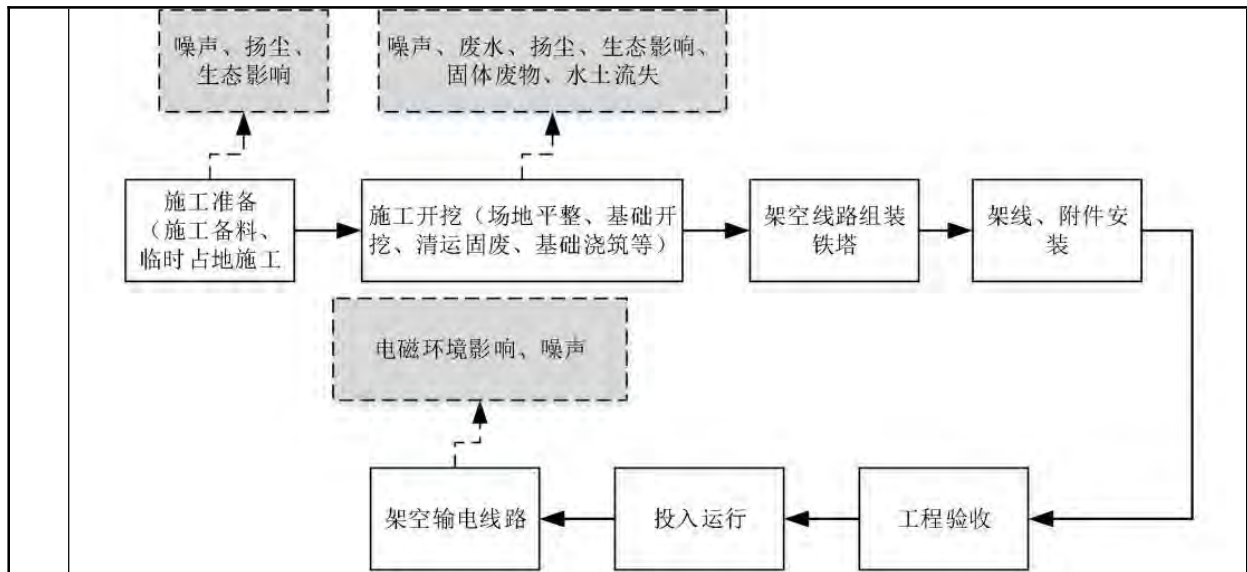 噪声、扬尘、
生态影响
噪声、废水、扬尘、生态影响、
固体废物、水土流失
施工准备
（施工备料、
临时占地施工
施工开挖（场地平整、基础开
挖、清运固废、基础浇筑等）
架空线路组装
铁塔
架线、附件安
装
电磁环境影响、噪声
架空输电线路
投入运行
工程验收